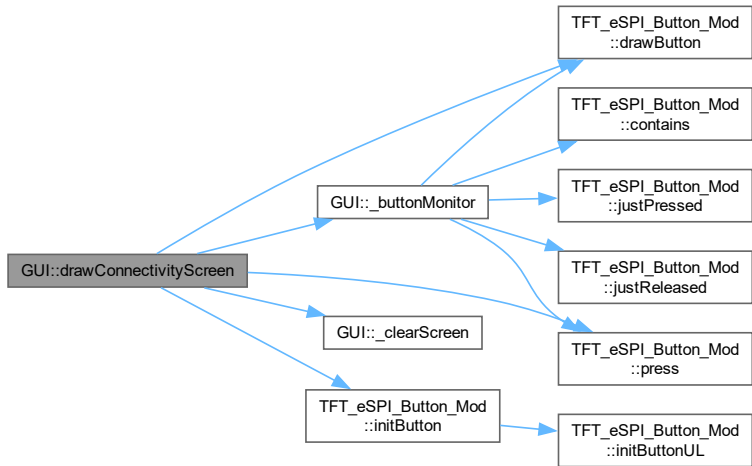 TFT_eSPI_Button_Mod
::drawButton
TFT_eSPI_Button_Mod
::contains
GUI::_buttonMonitor
TFT_eSPI_Button_Mod
::justPressed
GUI::drawConnectivityScreen
TFT_eSPI_Button_Mod
::justReleased
GUI::_clearScreen
TFT_eSPI_Button_Mod
::press
TFT_eSPI_Button_Mod
::initButton
TFT_eSPI_Button_Mod
::initButtonUL